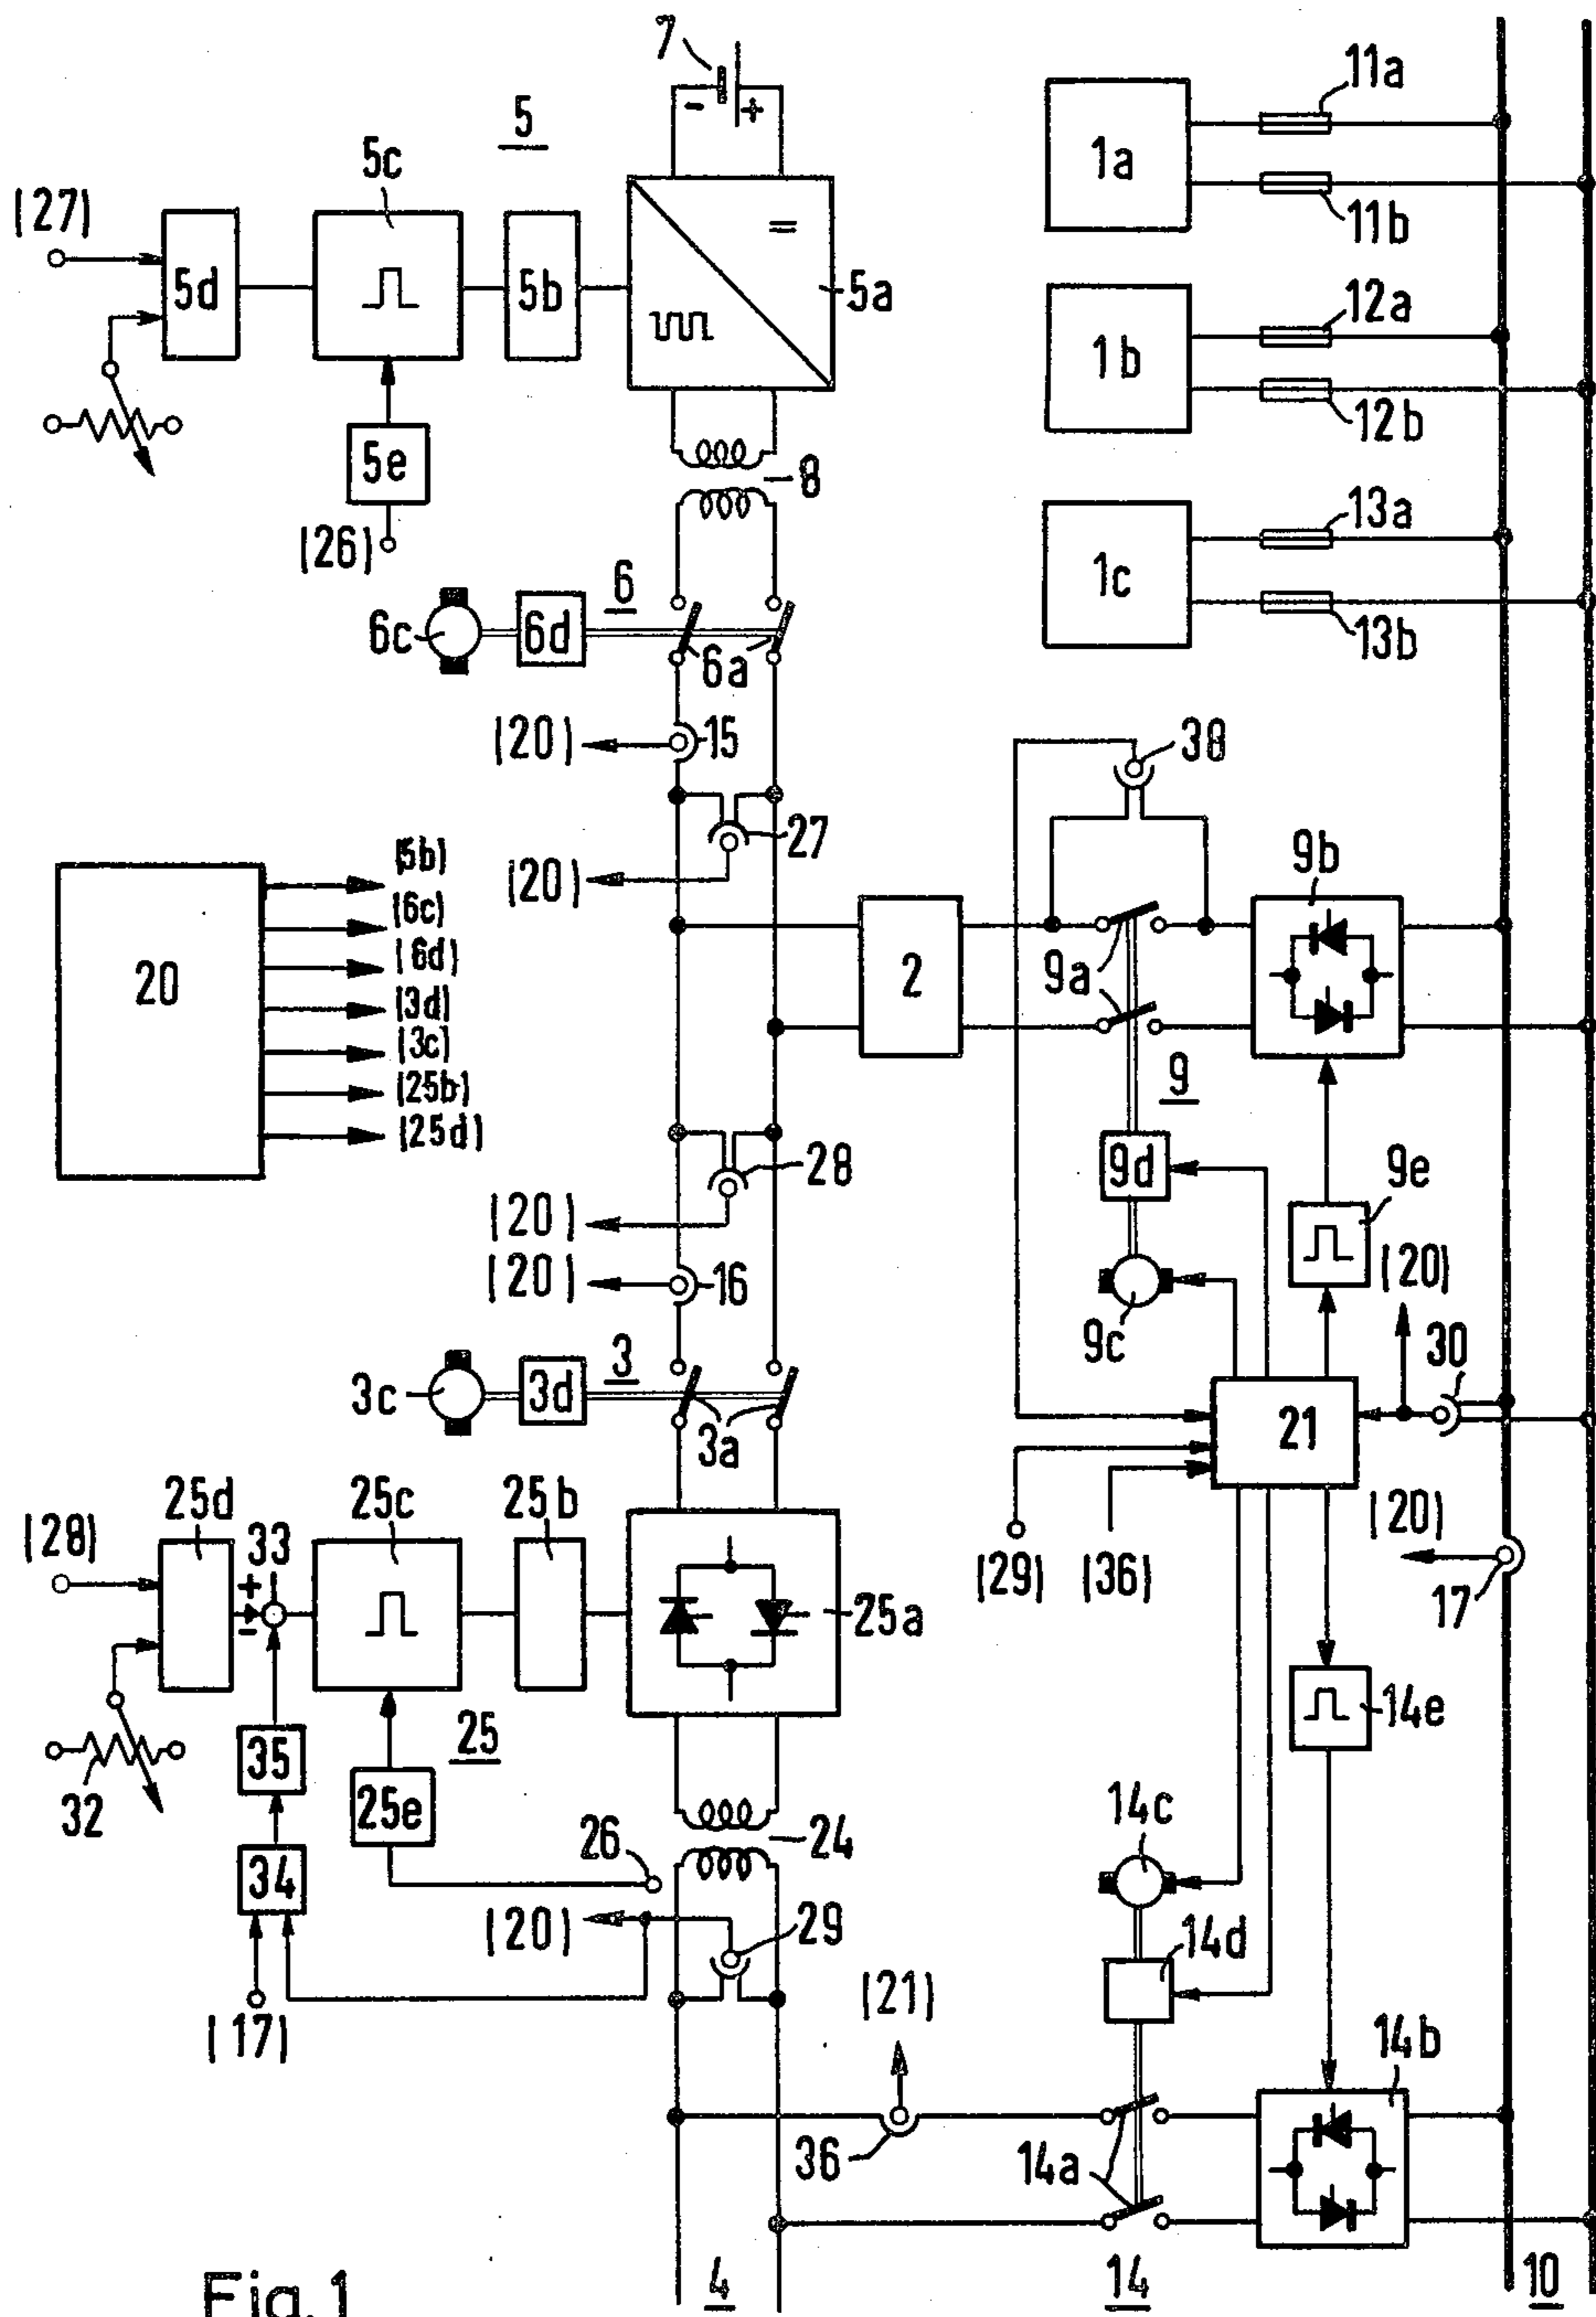 7
5
5c
(27)
5d
5b
-
+
=
5a
5e
(26)
8
11a
1a
11b
12a
1b
12b
13a
1c
13b
6
6c
6d
6a
(20)
15
27
(20)
38
20
(5b)
(6c)
(6d)
(3d)
(3c)
(25b)
(25d)
2
9a
9b
9
9d
9e
9c
(20)
28
(20)
(20)
16
30
3
3c
3d
3a
21
25d
25c
25b
(28)
33
+
-
25a
(29)
(36)
(20)
17
14e
35
25
32
25e
34
26
24
14c
(20)
29
14d
(17)
(21)
14b
36
14a
Fig. 1
4
14
10